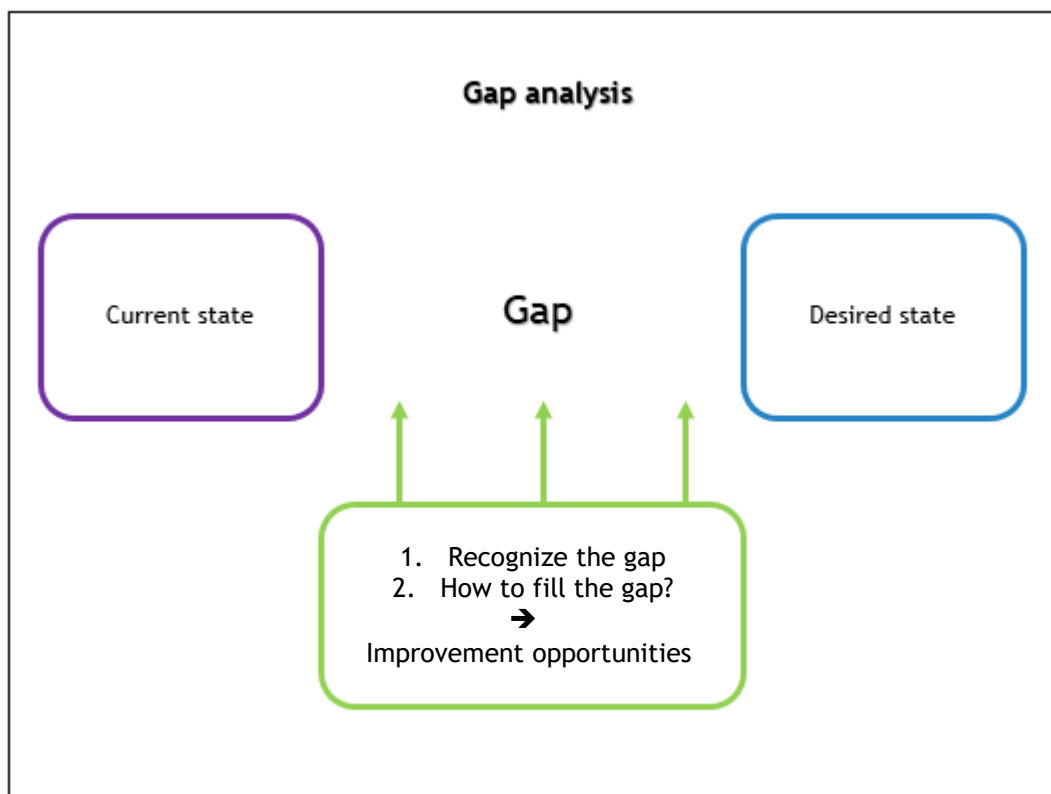 Gap analysis
Current state
Gap
Desired state
1. Recognize the gap
2. How to fill the gap?
➔
Improvement opportunities